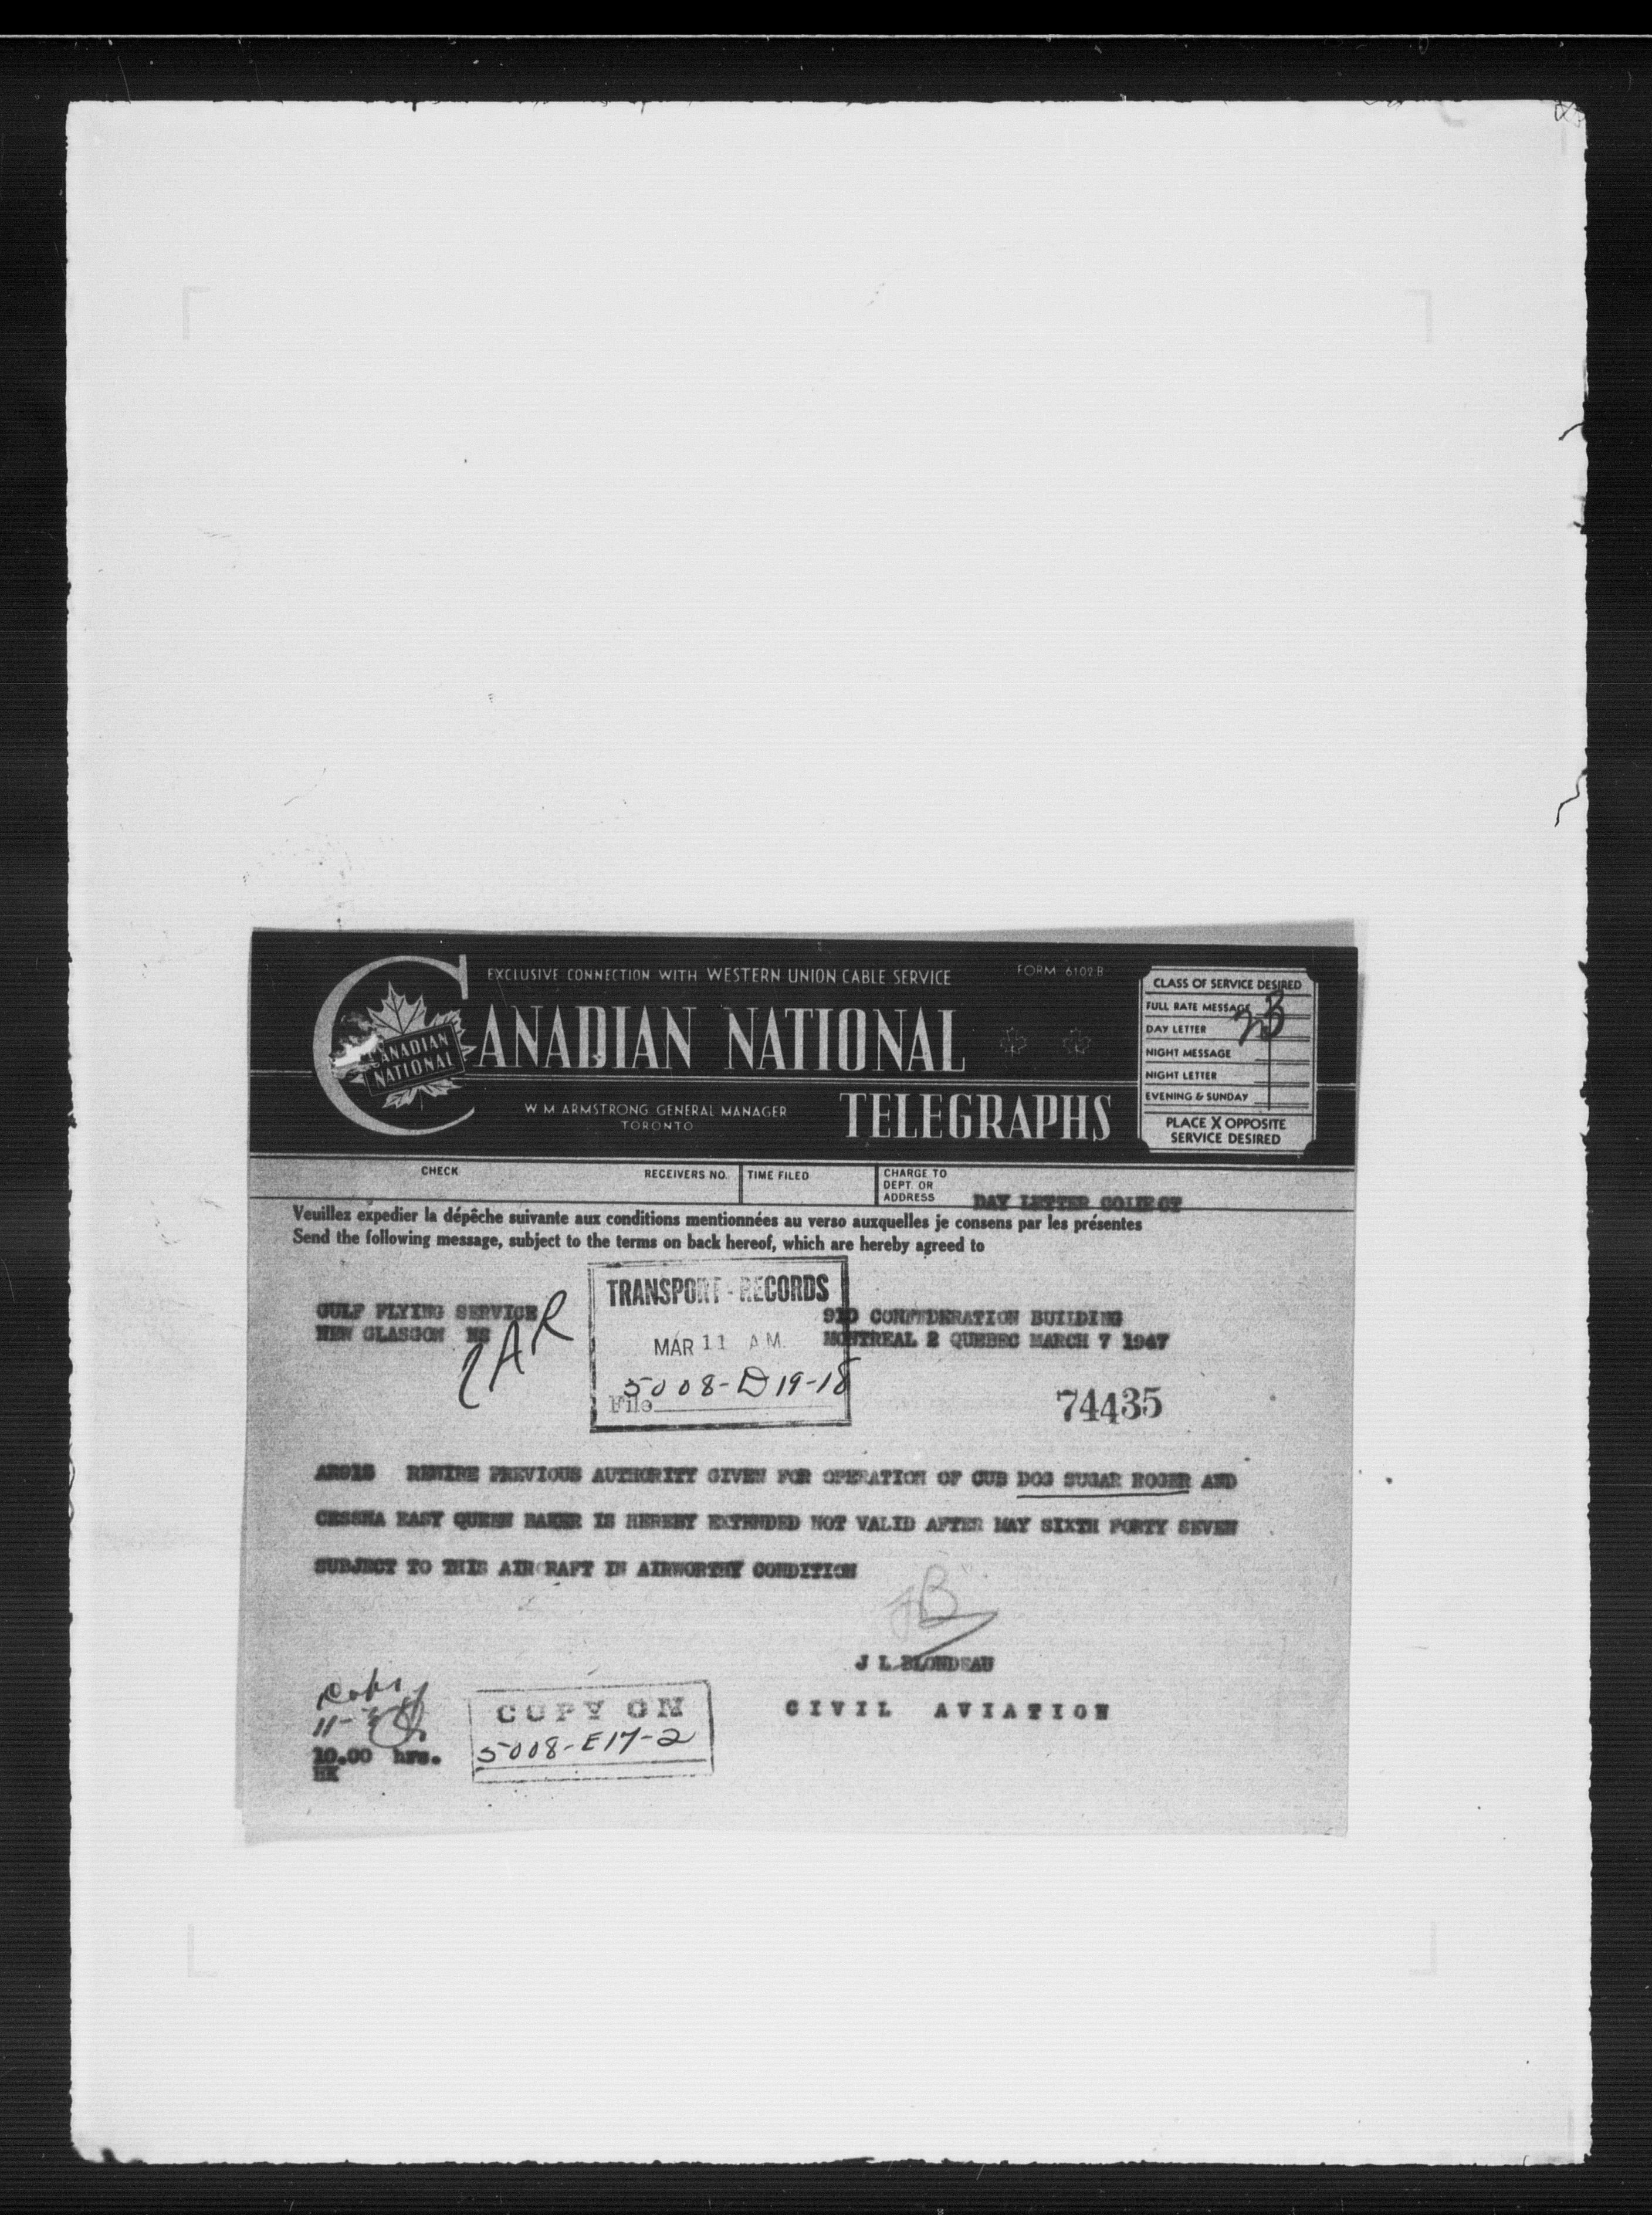 EXCLUSIVE CONNECTION WITH WESTERN UNION CABLE SERVICE
FORM 6102B
CANADIAN NATIONAL
CANADIAN
NATIONAL
W M ARMSTRONG GENERAL MANAGER
TORONTO
TELEGRAPHS
CLASS OF SERVICE DESIRED
FULL RATE MESSAGE
DAY LETTER
NIGHT MESSAGE
NIGHT LETTER
EVENING & SUNDAY
PLACE X OPPOSITE
SERVICE DESIRED
CHECK
RECEIVERS NO.
TIME FILED
CHARGE TO
DEPT. OR
ADDRESS
DAY LETTER COLLECT
Veuillez expedier la dépêche suivante aux conditions mentionnées au verso auxquelles je consens par les présentes
Send the following message, subject to the terms on back hereof, which are hereby agreed to
GULF FLYING SERVICE
NEW GLASGOW NS
TRANSPORT - RECORDS
MAR 11 AM.
5008-D19-18
File
910 CONFEDERATION BUILDING
MONTREAL 2 QUEBEC MARCH 7 1947
74435
AR915 REWIRE PREVIOUS AUTHORITY GIVEN FOR OPERATION OF CUB DOG SUGAR ROGER AND
CESSNA EASY QUEEN BAKER IS HEREBY EXTENDED NOT VALID AFTER MAY SIXTH FORTY SEVEN
SUBJECT TO THIS AIRCRAFT IN AIRWORTHY CONDITION
J L BLONDEAU
CIVIL AVIATION
COPY ON
5008-E17-2
10.00 hrs.